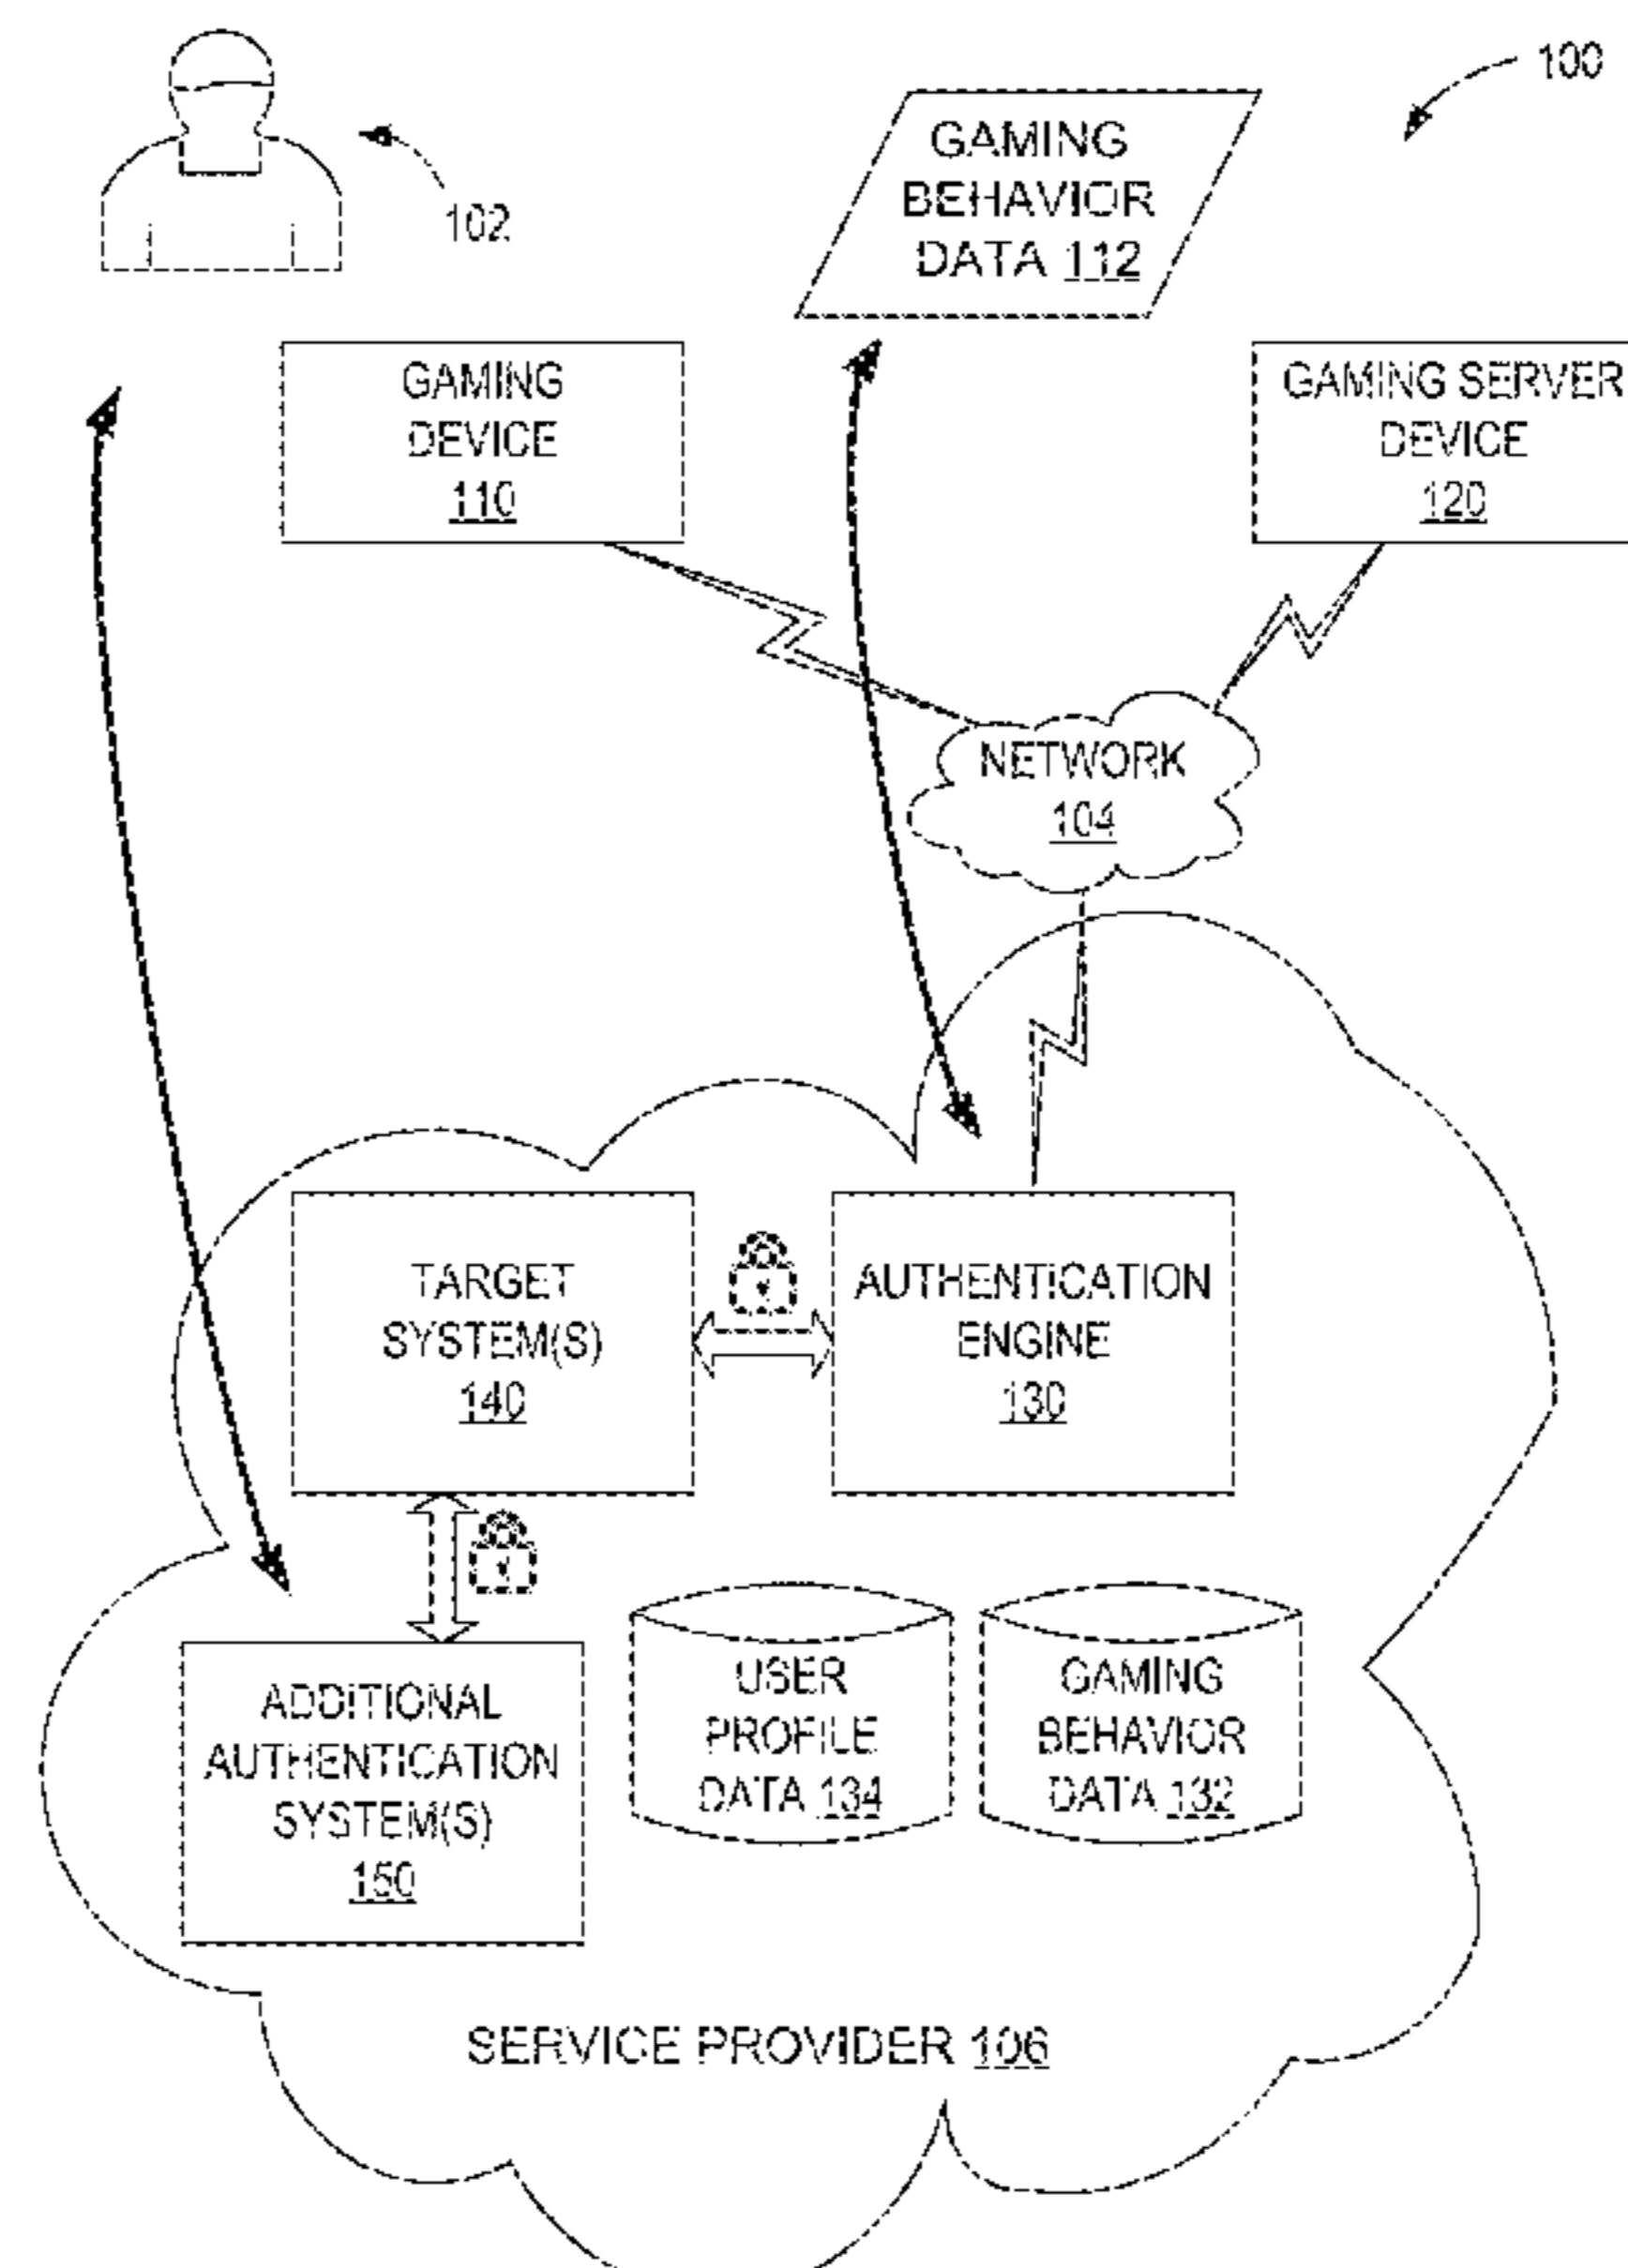 100
102
GAMING
BEHAVIOR
DATA 112
GAMING
DEVICE
110
GAMING SERVER
DEVICE
120
NETWORK
104
TARGET
SYSTEM(S)
140
AUTHENTICATION
ENGINE
130
ADDITIONAL
AUTHENTICATION
SYSTEM(S)
150
USER
PROFILE
DATA 134
GAMING
BEHAVIOR
DATA 132
SERVICE PROVIDER 106